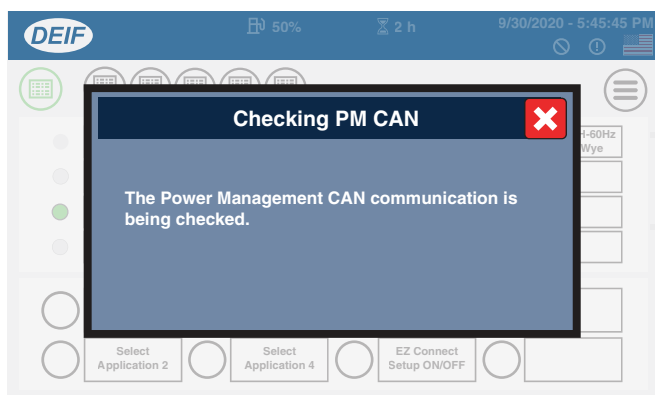 DEIF
50%
2 h
9/30/2020 - 5:45:45 PM
Checking PM CAN
H-60Hz
Wye
The Power Management CAN communication is
being checked.
Select
Application 2
Select
Application 4
EZ Connect
Setup ON/OFF